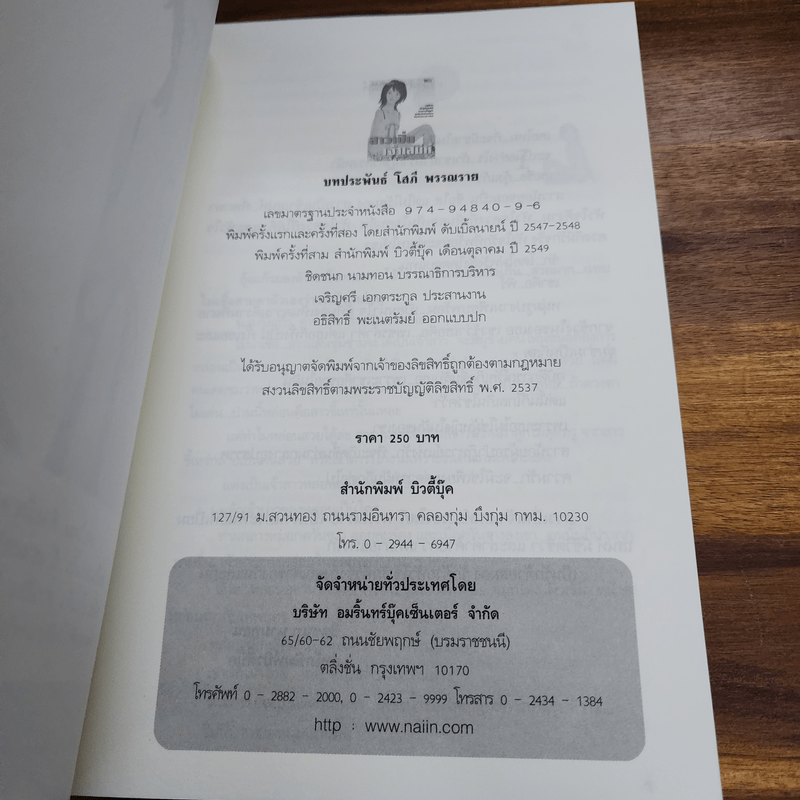 บทประพันธ์ โสภี พรรณราย
เลขมาตรฐานประจำหนังสือ 974-94840-9-6
พิมพ์ครั้งแรกและครั้งที่สอง โดยสำนักพิมพ์ ดับเบิ้ลนายน์ ปี 2547-2548
พิมพ์ครั้งที่สาม สำนักพิมพ์ บิวตี้บุ๊ค เดือนตุลาคม ปี 2549
ชิดชนก นามทอน บรรณาธิการบริหาร
เจริญศรี เอกตระกูล ประสานงาน
อธิสิทธิ์ พะเนตรัมย์ ออกแบบปก
ได้รับอนุญาตจัดพิมพ์จากเจ้าของลิขสิทธิ์ถูกต้องตามกฎหมาย
สงวนลิขสิทธิ์ตามพระราชบัญญัติลิขสิทธิ์ พ.ศ. 2537
ราคา 250 บาท
สำนักพิมพ์ บิวตี้บุ๊ค
127/91 ม.สวนทอง ถนนรามอินทรา คลองกุ่ม บึงกุ่ม กทม. 10230
โทร. 0 - 2944 - 6947
จัดจำหน่ายทั่วประเทศโดย
บริษัท อมรินทร์บุ๊คเซ็นเตอร์ จำกัด
65/60-62 ถนนชัยพฤกษ์ (บรมราชชนนี)
ตลิ่งชั่น กรุงเทพฯ 10170
โทรศัพท์ 0 - 2882 - 2000, 0 - 2423 - 9999 โทรสาร 0 - 2434 - 1384
http : www.naiin.com